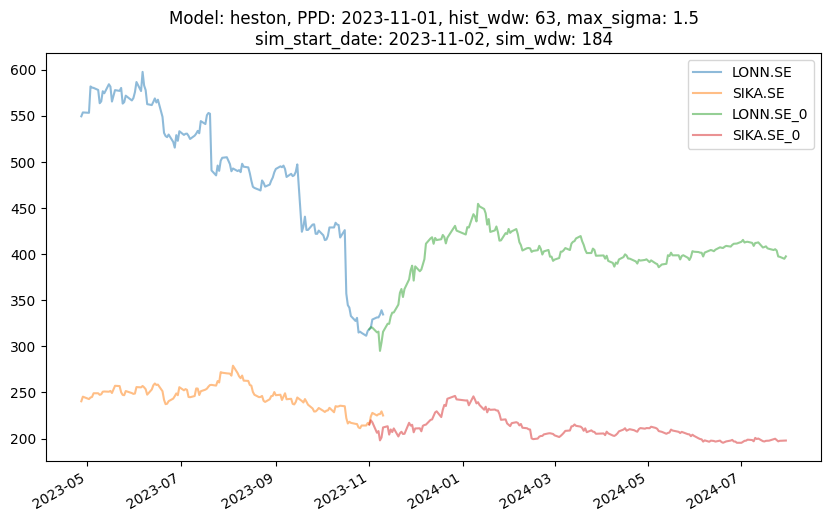 Model: heston, PPD: 2023-11-01, hist_wdw: 63, max_sigma: 1.5
sim_start_date: 2023-11-02, sim_wdw: 184
LONN.SE
SIKA.SE
LONN.SE_0
SIKA.SE_0
600
550
500
450
400
350
300
250
200
2023-05
2023-07
2023-09
2023-11
2024-01
2024-03
2024-05
2024-07